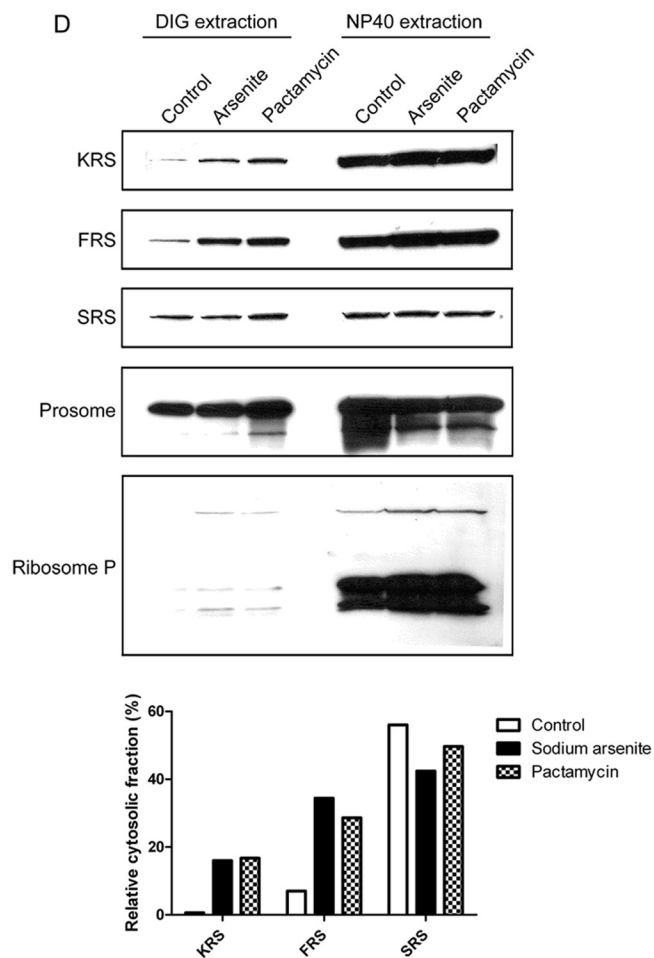 D
DIG extraction NP40 extraction
Control Arsenite Pactamycin Control Arsenite Pactamycin
KRS
FRS
SRS
Prosome
Ribosome P
Relative cytosolic fraction (%)
60
40
20
0
KRS FRS SRS
Control
Sodium arsenite
Pactamycin